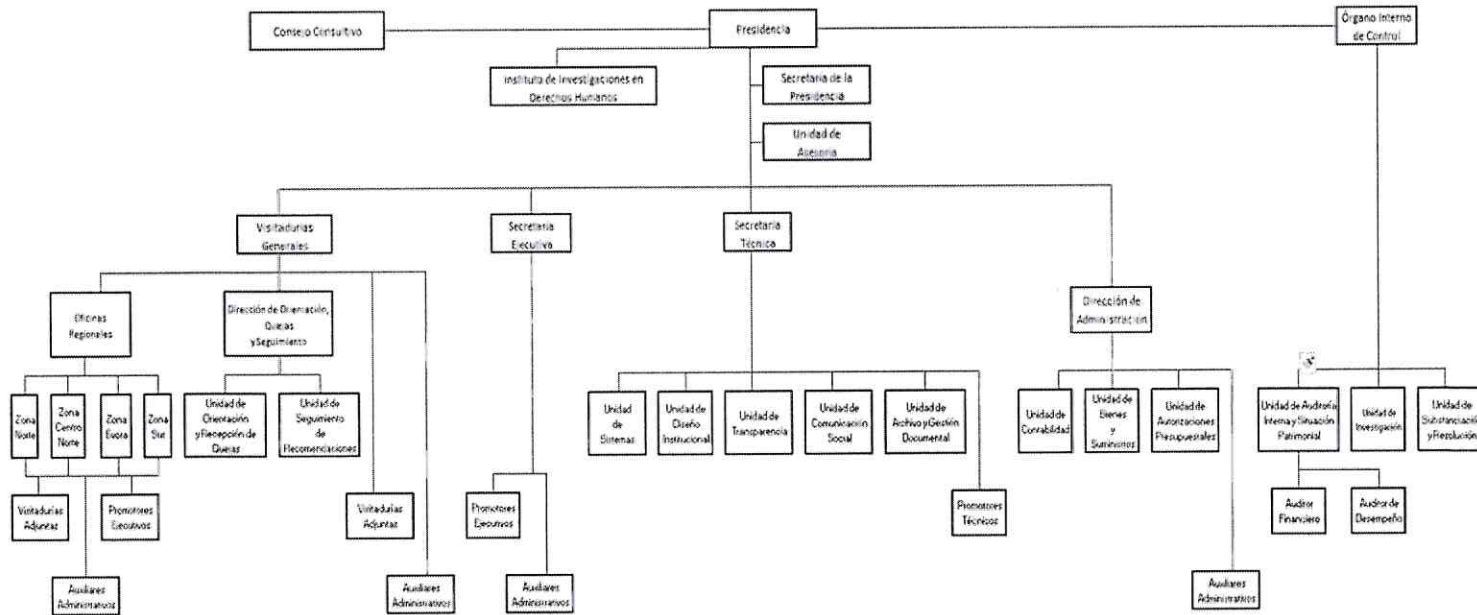 Consejo Consultivo
Presidencia
Órgano Interno
de Control
Instituto de Investigaciones en
Derechos Humanos
Secretaria de la
Presidencia
Unidad de
Asesoria
Visitadurias
Generales
Secretaria
Ejecutiva
Secretaria
Técnica
Dirección de
Administración
Oficinas
Regionales
Dirección de Orientación,
Quejas
y Seguimiento
Zona
Norte
Zona
Centro
Norte
Zona
Evora
Zona
Sur
Unidad de
Orientación
y Recepción de
Quejas
Unidad de
Seguimiento
de
Recomendaciones
Unidad
de
Sistemas
Unidad de
Diseño
Institucional
Unidad de
Transparencia
Unidad de
Comunicación
Social
Unidad de
Archivo y Gestión
Documental
Unidad de
Contabilidad
Unidad de
Bienes
y
Suministros
Unidad de
Autorizaciones
Presupuestales
Unidad de Auditoría
Interna y Situación
Patrimonial
Unidad de
Investigación
Unidad de
Substanciación
y Resolución
Visitadurías
Adjuntas
Promotores
Ejecutivos
Visitadurías
Adjuntas
Promotores
Ejecutivos
Promotores
Técnicos
Auditor
Financiero
Auditor de
Desempeño
Auxiliares
Administrativos
Auxiliares
Administrativos
Auxiliares
Administrativos
Auxiliares
Administrativos